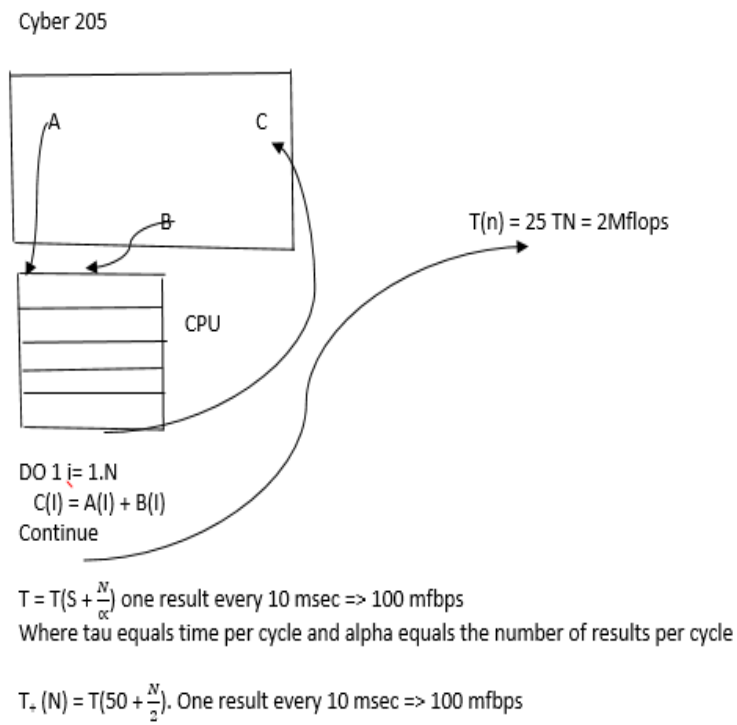 Cyber 205
A
C
B
T(n) = 25 TN = 2Mflops
CPU
DO 1 i= 1.N
C(I) = A(I) + B(I)
Continue
T = T(S + N/∝) one result every 10 msec => 100 mfbps
Where tau equals time per cycle and alpha equals the number of results per cycle
T₊ (N) = T(50 + N/2). One result every 10 msec => 100 mfbps